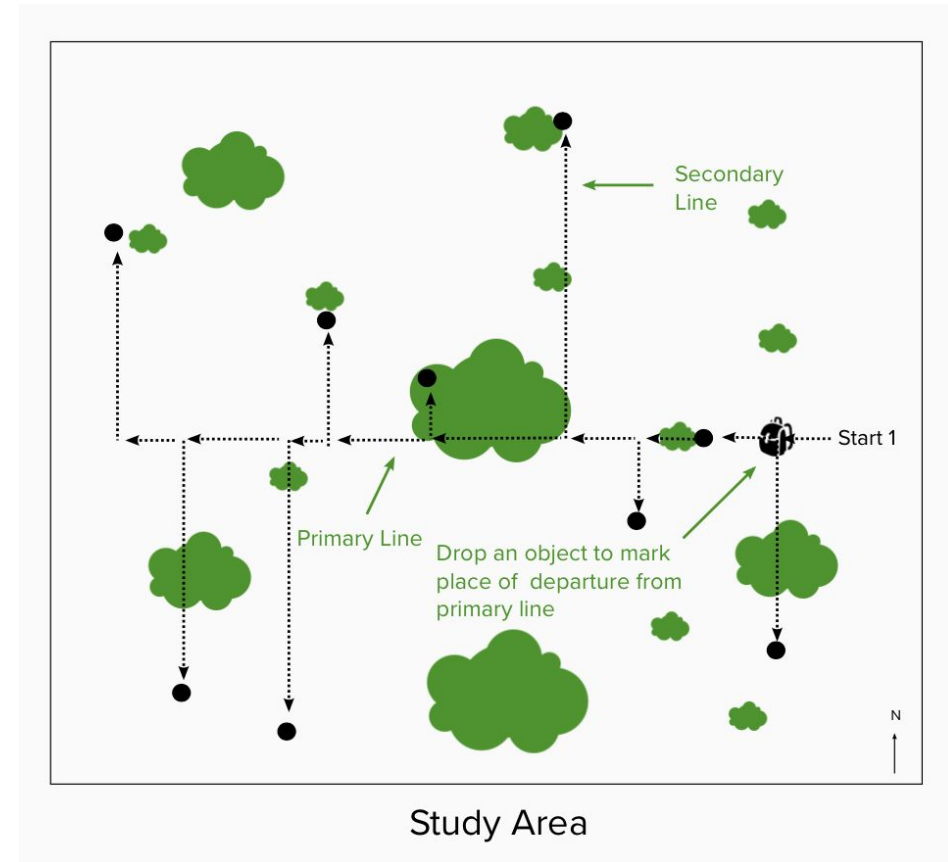 Secondary
Line
Start 1
Primary Line
Drop an object to mark
place of departure from
primary line
N
Study Area